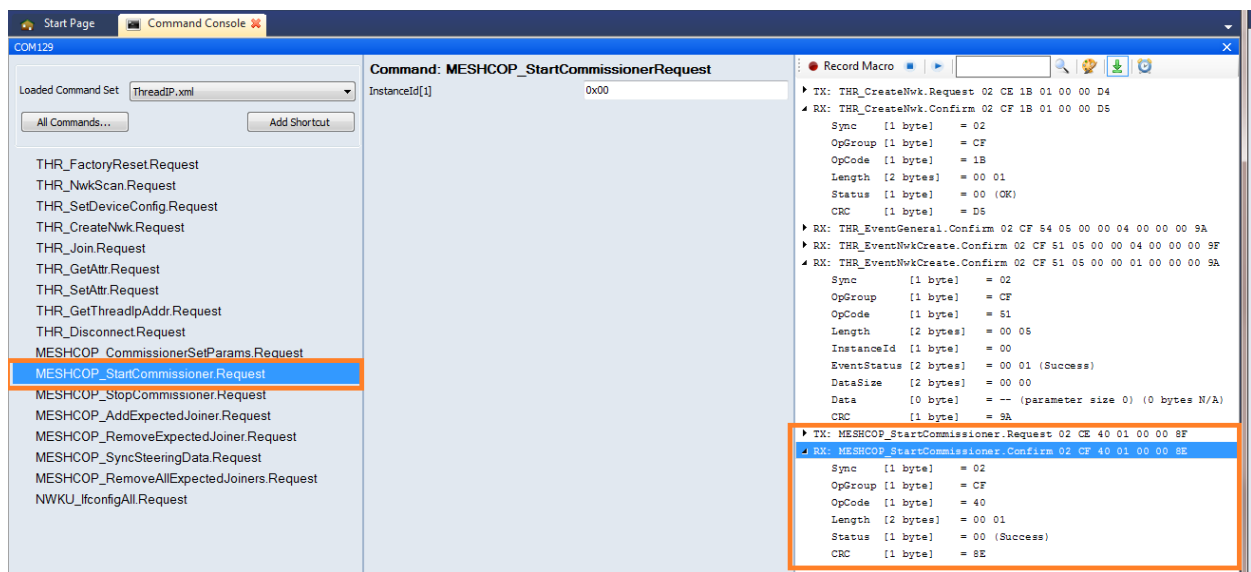 Start Page
Command Console
COM129
X
Loaded Command Set ThreadIP.xml
All Commands...
Add Shortcut
THR_FactoryReset.Request
THR_NwkScan.Request
THR_SetDeviceConfig.Request
THR_CreateNwk.Request
THR_Join.Request
THR_GetAttr.Request
THR_SetAttr.Request
THR_GetThreadIpAddr.Request
THR_Disconnect.Request
MESHCOP_CommissionerSetParams.Request
MESHCOP_StartCommissioner.Request
MESHCOP_StopCommissioner.Request
MESHCOP_AddExpectedJoiner.Request
MESHCOP_RemoveExpectedJoiner.Request
MESHCOP_SyncSteeringData.Request
MESHCOP_RemoveAllExpectedJoiners.Request
NWKU_IfconfigAll.Request
Command: MESHCOP_StartCommissionerRequest
InstanceId[1] 0x00
Record Macro
TX: THR_CreateNwk.Request 02 CE 1B 01 00 00 D4
RX: THR_CreateNwk.Confirm 02 CF 1B 01 00 00 D5
Sync [1 byte] = 02
OpGroup [1 byte] = CF
OpCode [1 byte] = 1B
Length [2 bytes] = 00 01
Status [1 byte] = 00 (OK)
CRC [1 byte] = D5
RX: THR_EventGeneral.Confirm 02 CF 54 05 00 00 04 00 00 00 9A
RX: THR_EventNwkCreate.Confirm 02 CF 51 05 00 00 04 00 00 00 9F
RX: THR_EventNwkCreate.Confirm 02 CF 51 05 00 00 01 00 00 00 9A
Sync [1 byte] = 02
OpGroup [1 byte] = CF
OpCode [1 byte] = 51
Length [2 bytes] = 00 05
InstanceId [1 byte] = 00
EventStatus [2 bytes] = 00 01 (Success)
DataSize [2 bytes] = 00 00
Data [0 byte] = -- (parameter size 0) (0 bytes N/A)
CRC [1 byte] = 9A
TX: MESHCOP_StartCommissioner.Request 02 CE 40 01 00 00 8F
RX: MESHCOP_StartCommissioner.Confirm 02 CF 40 01 00 00 8E
Sync [1 byte] = 02
OpGroup [1 byte] = CF
OpCode [1 byte] = 40
Length [2 bytes] = 00 01
Status [1 byte] = 00 (Success)
CRC [1 byte] = 8E